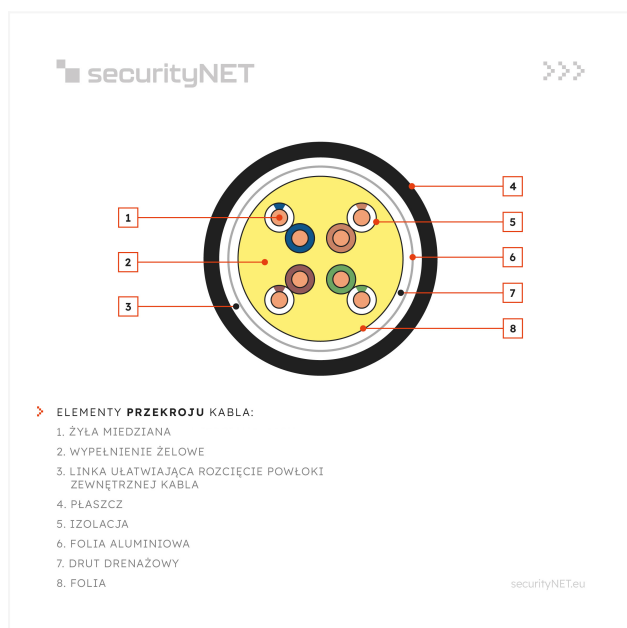 securityNET
1
2
3
4
5
6
7
8
ELEMENTY PRZEKROJU KABLA:
1. ŻYŁA MIEDZIANA
2. WYPEŁNIENIE ŻELOWE
3. LINKA UŁATWIAJĄCA ROZCIĘCIE POWŁOKI
ZEWNĘTRZNEJ KABLA
4. PŁASZCZ
5. IZOLACJA
6. FOLIA ALUMINIOWA
7. DRUT DRENAŻOWY
8. FOLIA
securityNET.eu